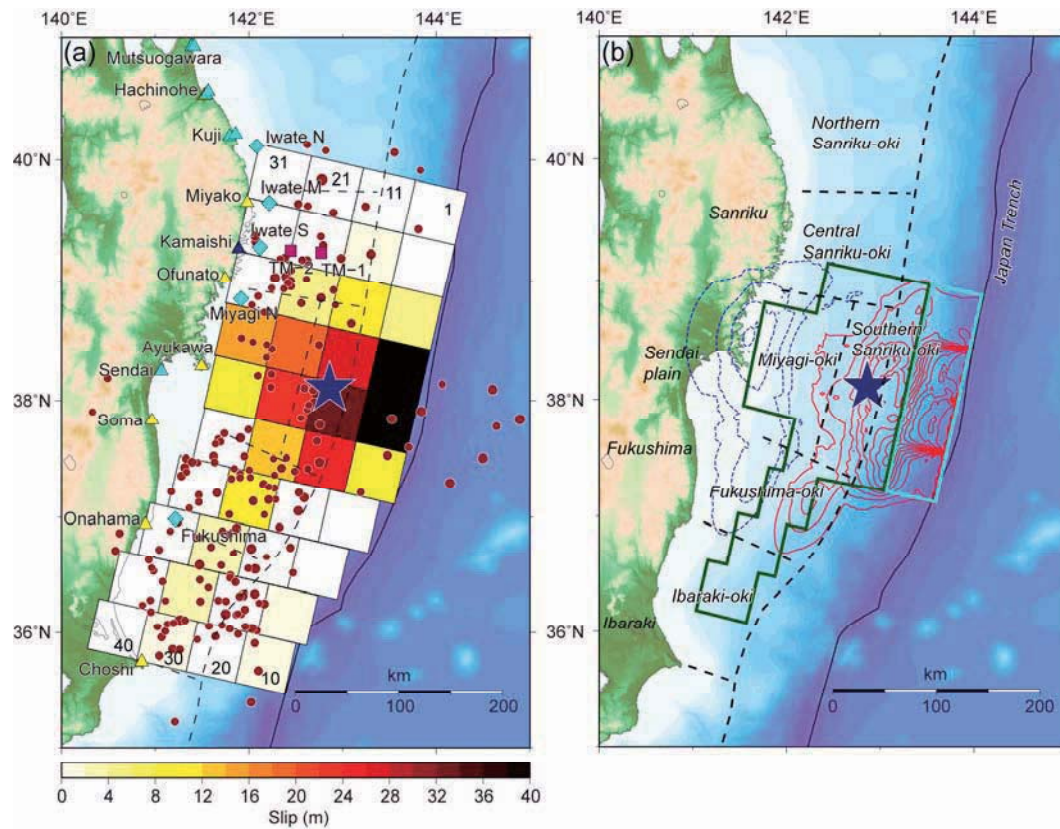 140°E
142°E
144°E
140°E
142°E
144°E
(a)
Mutsuogawara
Hachinohe
Kuji
Iwate N
40°N
31
21
11
1
Iwate M
Miyako
Iwate S
Kamaishi
TM-2
TM-1
Ofunato
Miyagi N
Ayukawa
Sendai
38°N
Soma
Onahama
Fukushima
36°N
40
30
20
10
Choshi
km
0
100
200
0
4
8
12
16
20
24
28
32
36
40
Slip (m)
(b)
Northern
Sanriku-oki
40°N
Sanriku
Central
Sanriku-oki
Japan Trench
Southern
Sanriku-oki
Miyagi-oki
Sendai
plain
38°N
Fukushima
Fukushima-oki
Ibaraki-oki
36°N
Ibaraki
km
0
100
200